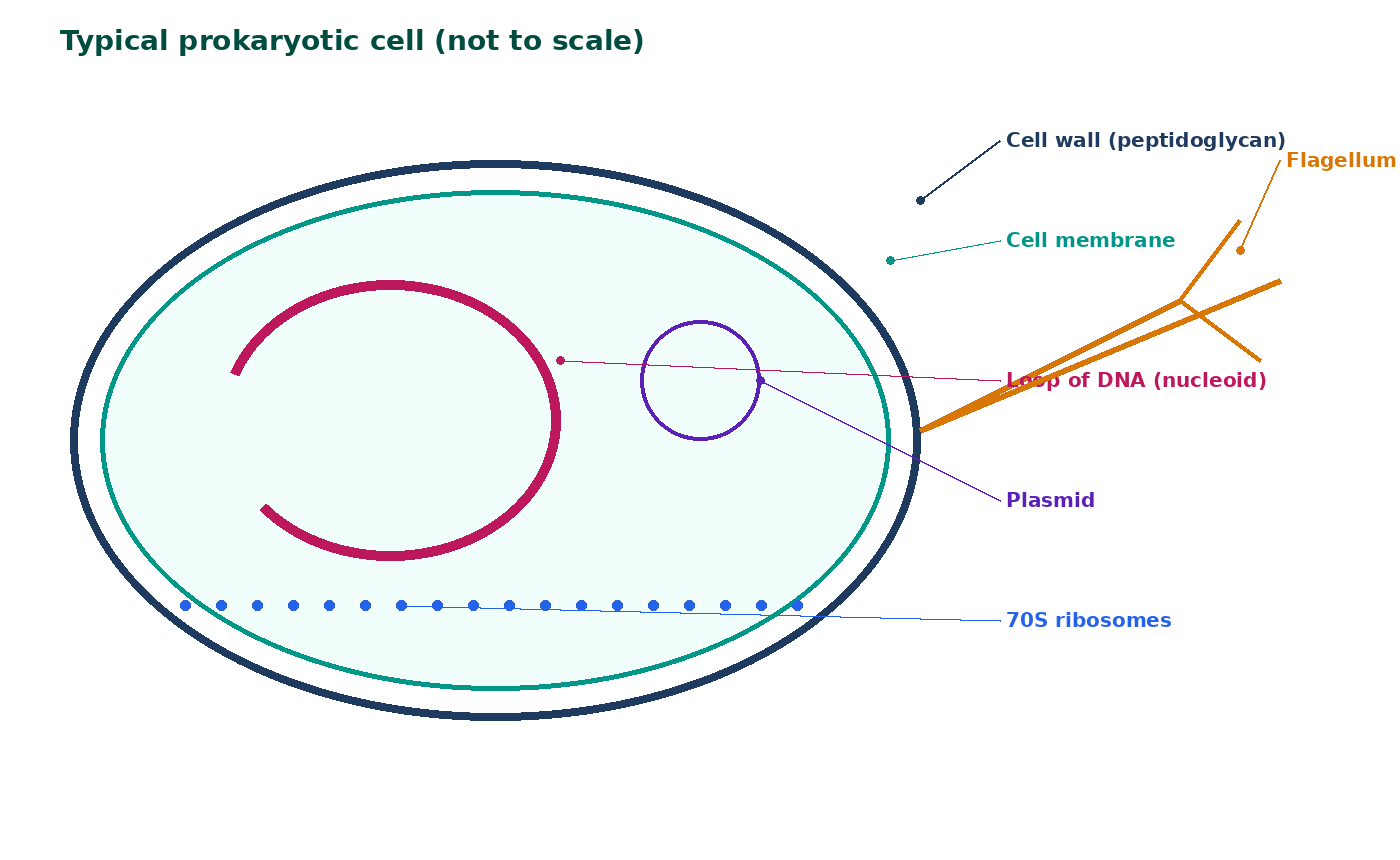 Typical prokaryotic cell (not to scale)
Cell wall (peptidoglycan)
Flagellum
Cell membrane
Loop of DNA (nucleoid)
Plasmid
70S ribosomes